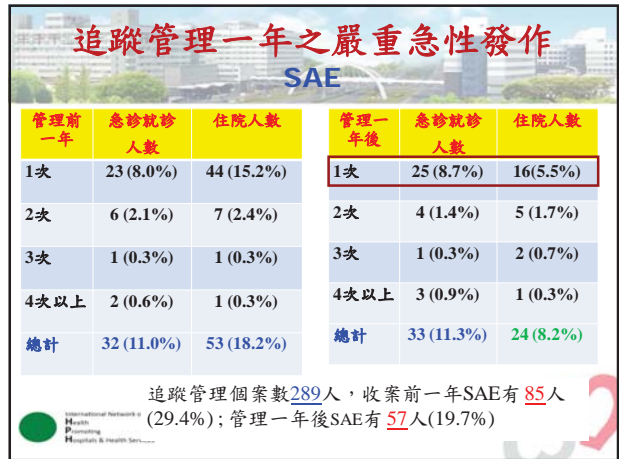 追蹤管理一年之嚴重急性發作
SAE
管理前一年 急診就診人數 住院人數
1次 23 (8.0%) 44 (15.2%)
2次 6 (2.1%) 7 (2.4%)
3次 1 (0.3%) 1 (0.3%)
4次以上 2 (0.6%) 1 (0.3%)
總計 32 (11.0%) 53 (18.2%)
管理一年後 急診就診人數 住院人數
1次 25 (8.7%) 16(5.5%)
2次 4 (1.4%) 5 (1.7%)
3次 1 (0.3%) 2 (0.7%)
4次以上 3 (0.9%) 1 (0.3%)
總計 33 (11.3%) 24 (8.2%)
追蹤管理個案數289人，收案前一年SAE有 85人
(29.4%) ; 管理一年後SAE有 57人(19.7%)
International Network o
Health
Promoting
Hospitals & Health Serv